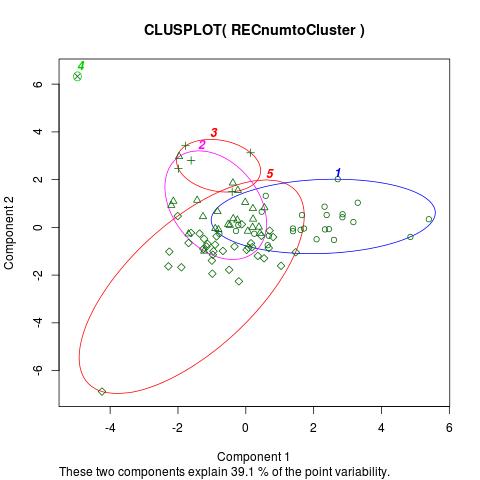 CLUSPLOT( RECnumtoCluster )
4
3
2
5
1
6
4
2
0
-2
-4
-6
Component 2
-4 -2 0 2 4 6
Component 1
These two components explain 39.1 % of the point variability.